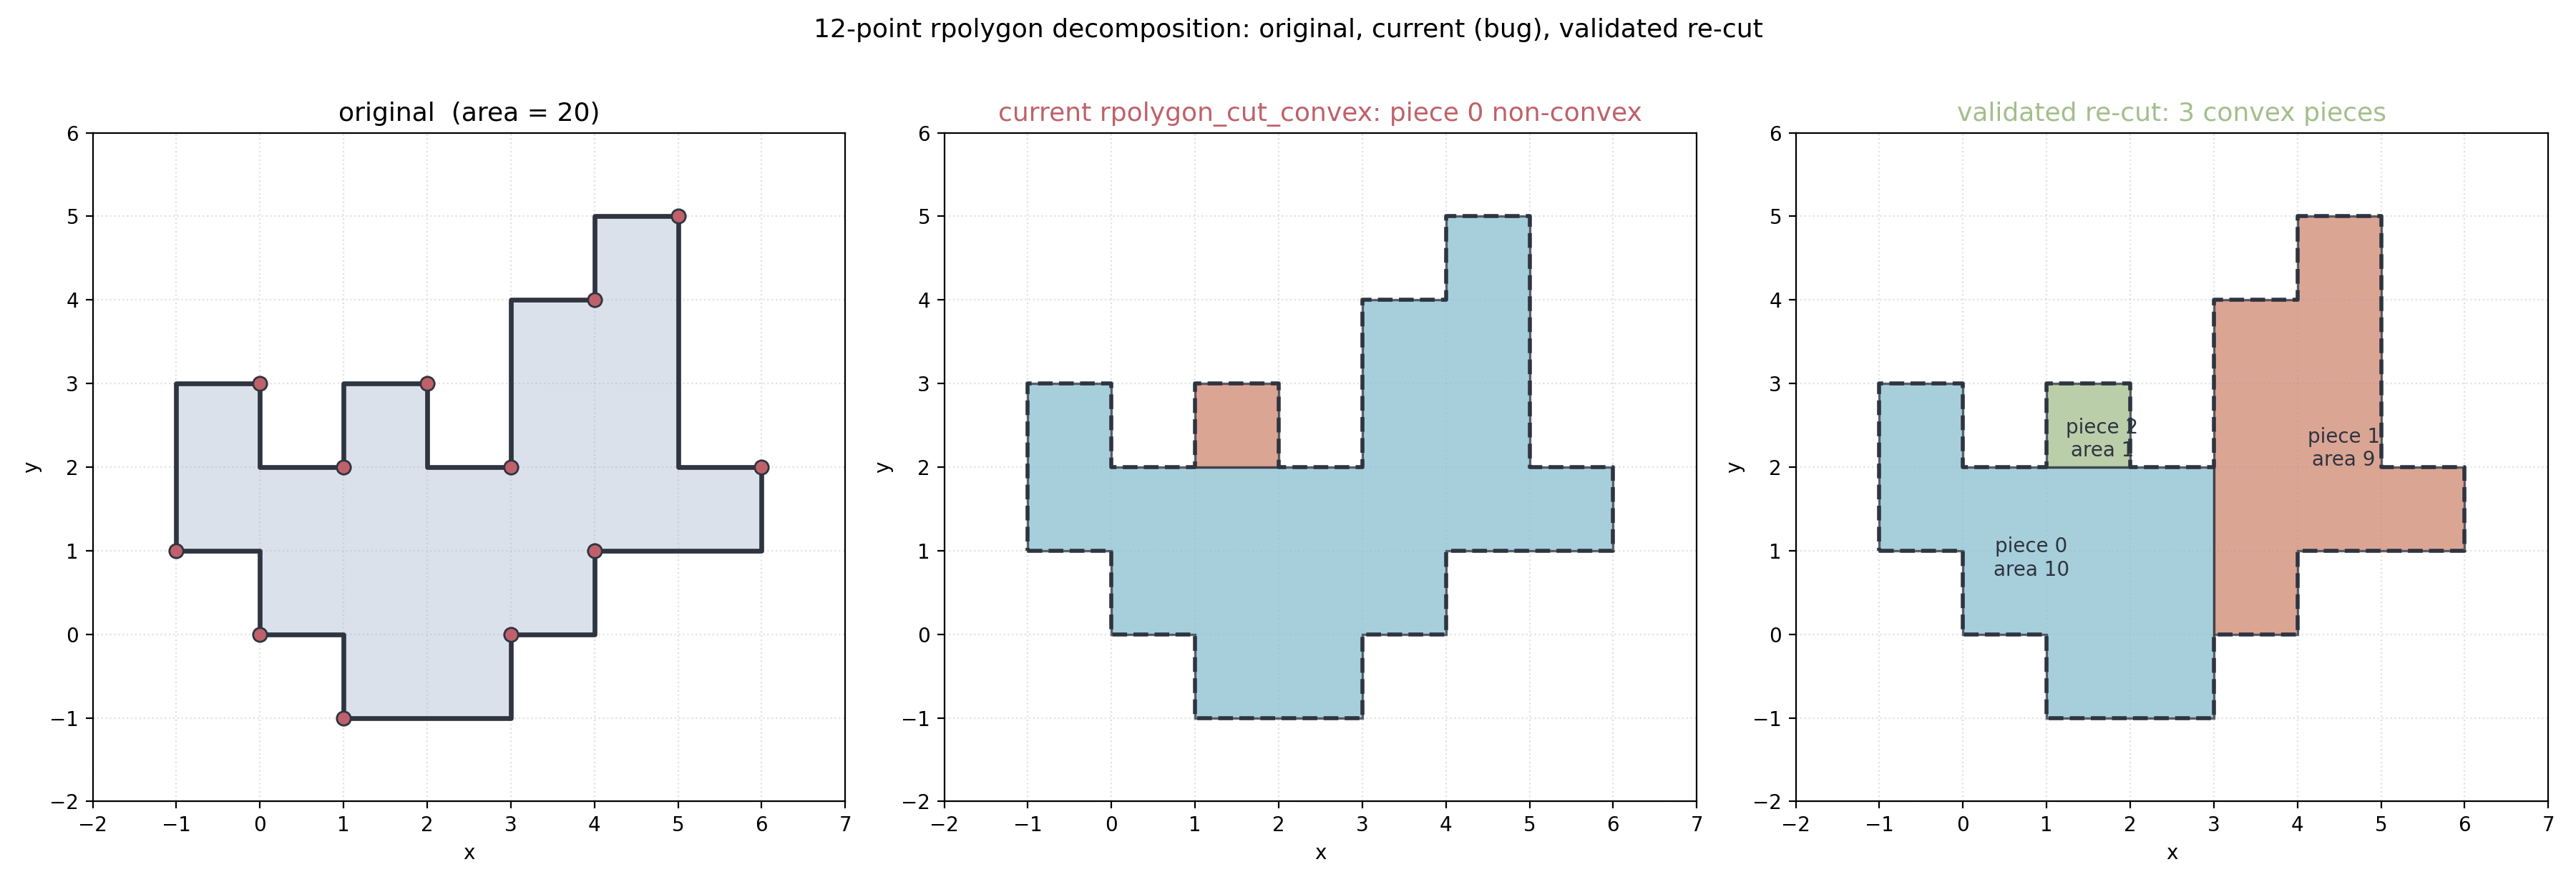 12-point rpolygon decomposition: original, current (bug), validated re-cut
original  (area = 20)
6
5
4
3
2
1
0
−1
−2
y
−2 −1 0 1 2 3 4 5 6 7
x
current rpolygon_cut_convex: piece 0 non-convex
6
5
4
3
2
1
0
−1
−2
y
−2 −1 0 1 2 3 4 5 6 7
x
validated re-cut: 3 convex pieces
6
5
4
3
2
1
0
−1
−2
y
piece 2
area 1
piece 1
area 9
piece 0
area 10
−2 −1 0 1 2 3 4 5 6 7
x